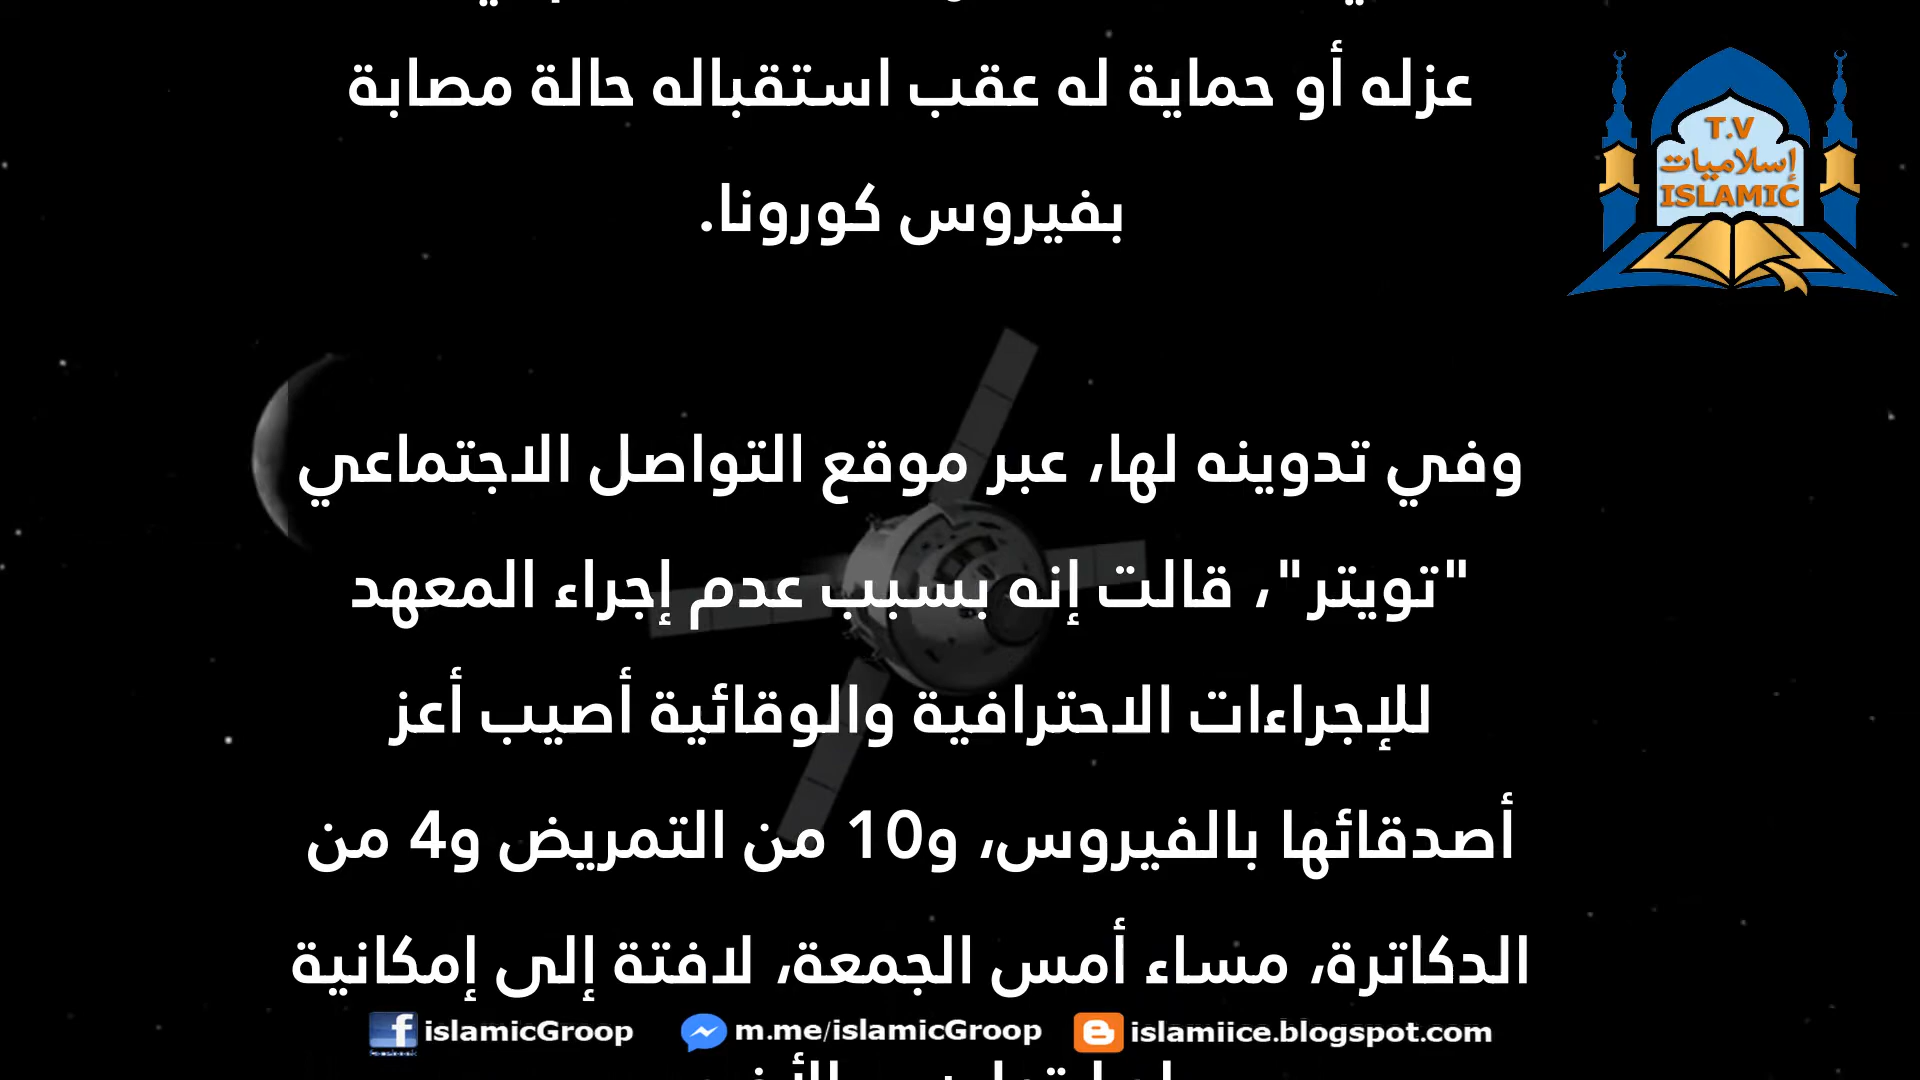 عزله أو حماية له عقب استقباله حالة مصابة
بفيروس كورونا.
T.V
إسلاميات
ISLAMIC
وفي تدوينه لها، عبر موقع التواصل الاجتماعي
"تويتر"، قالت إنه بسبب عدم إجراء المعهد
للإجراءات الاحترافية والوقائية أصيب أعز
أصدقائها بالفيروس، و10 من التمريض و4 من
الدكاترة، مساء أمس الجمعة، لافتة إلى إمكانية
islamicGroop m.me/islamicGroop islamiice.blogspot.com